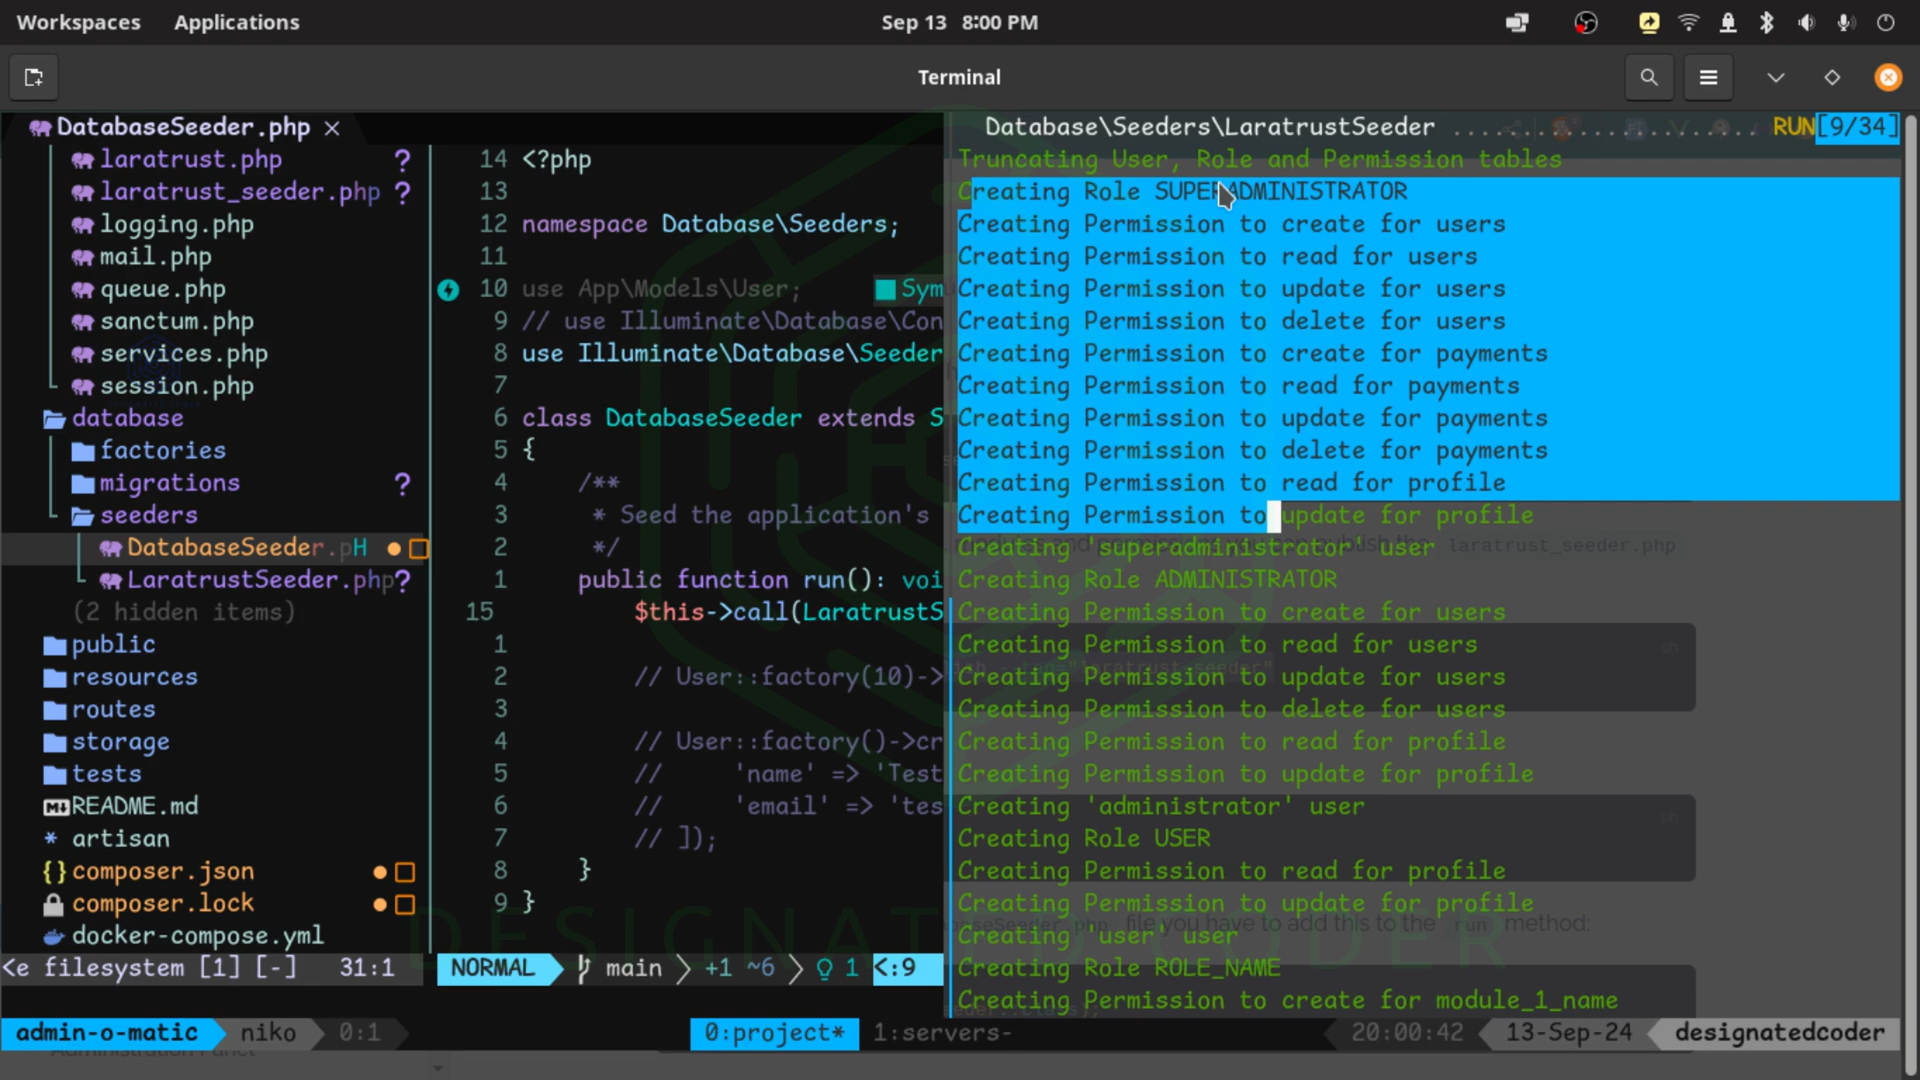 Workspaces Applications Sep 13 8:00 PM
Terminal
DatabaseSeeder.php ×
laratrust.php ?
laratrust_seeder.php ?
logging.php
mail.php
queue.php
sanctum.php
services.php
session.php
database
factories
migrations ?
seeders
DatabaseSeeder.pH
LaratrustSeeder.php?
(2 hidden items)
public
resources
routes
storage
tests
README.md
* artisan
{} composer.json
composer.lock
docker-compose.yml
<e filesystem [1] [-] 31:1
14 <?php
13
12 namespace Database\Seeders;
11
10 use App\Models\User; Sym
9 // use Illuminate\Database\Con
8 use Illuminate\Database\Seeder
7
6 class DatabaseSeeder extends S
5 {
4 /**
3 * Seed the application's
2 */
1 public function run(): voi
15 $this->call(LaratrustS
1
2 // User::factory(10)->
3
4 // User::factory()->cr
5 // 'name' => 'Test
6 // 'email' => 'tes
7 // ]);
8 }
9 }
NORMAL main +1 ~6 1 <:9
Database\Seeders\LaratrustSeeder RUN[9/34]
Truncating User, Role and Permission tables
Creating Role SUPERADMINISTRATOR
Creating Permission to create for users
Creating Permission to read for users
Creating Permission to update for users
Creating Permission to delete for users
Creating Permission to create for payments
Creating Permission to read for payments
Creating Permission to update for payments
Creating Permission to delete for payments
Creating Permission to read for profile
Creating Permission to update for profile
Creating 'superadministrator' user
laratrust_seeder.php
Creating Role ADMINISTRATOR
Creating Permission to create for users
Creating Permission to read for users
Creating Permission to update for users
Creating Permission to delete for users
Creating Permission to read for profile
Creating Permission to update for profile
Creating 'administrator' user
Creating Role USER
Creating Permission to read for profile
Creating Permission to update for profile
file you have to add this to the run method:
Creating 'user' user
Creating Role ROLE_NAME
Creating Permission to create for module_1_name
DESIGNATED CODER
admin-o-matic niko 0:1 0:project* 1:servers- 20:00:42 13-Sep-24 designatedcoder